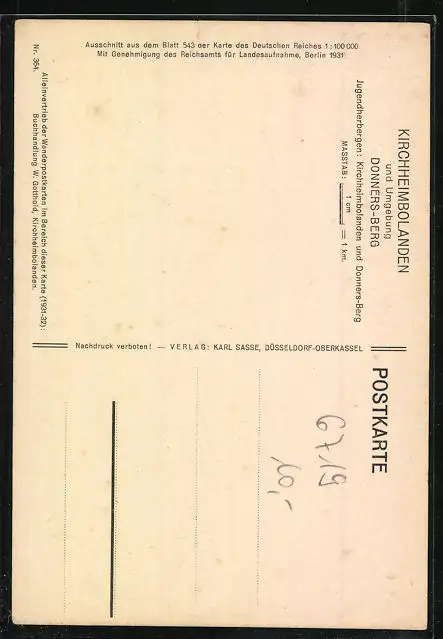 KIRCHHEIMBOLANDEN
und Umgebung
DONNERS-BERG
Jugendherbergen: Kirchheimbolanden und Donners-Berg
MASSTAB: 1 cm = 1 km.
Ausschnitt aus dem Blatt 543 der Karte des Deutschen Reiches 1:100 000
Mit Genehmigung des Reichsamts für Landesaufnahme, Berlin 1931
Nr. 364.
Alleinvertrieb der Wanderpostkarten im Bereich dieser Karte (1931-32):
Buchhandlung W. Gotthold, Kirchheimbolanden.
Nachdruck verboten! — VERLAG: KARL SASSE, DÜSSELDORF-OBERKASSEL
POSTKARTE
6719
10,-